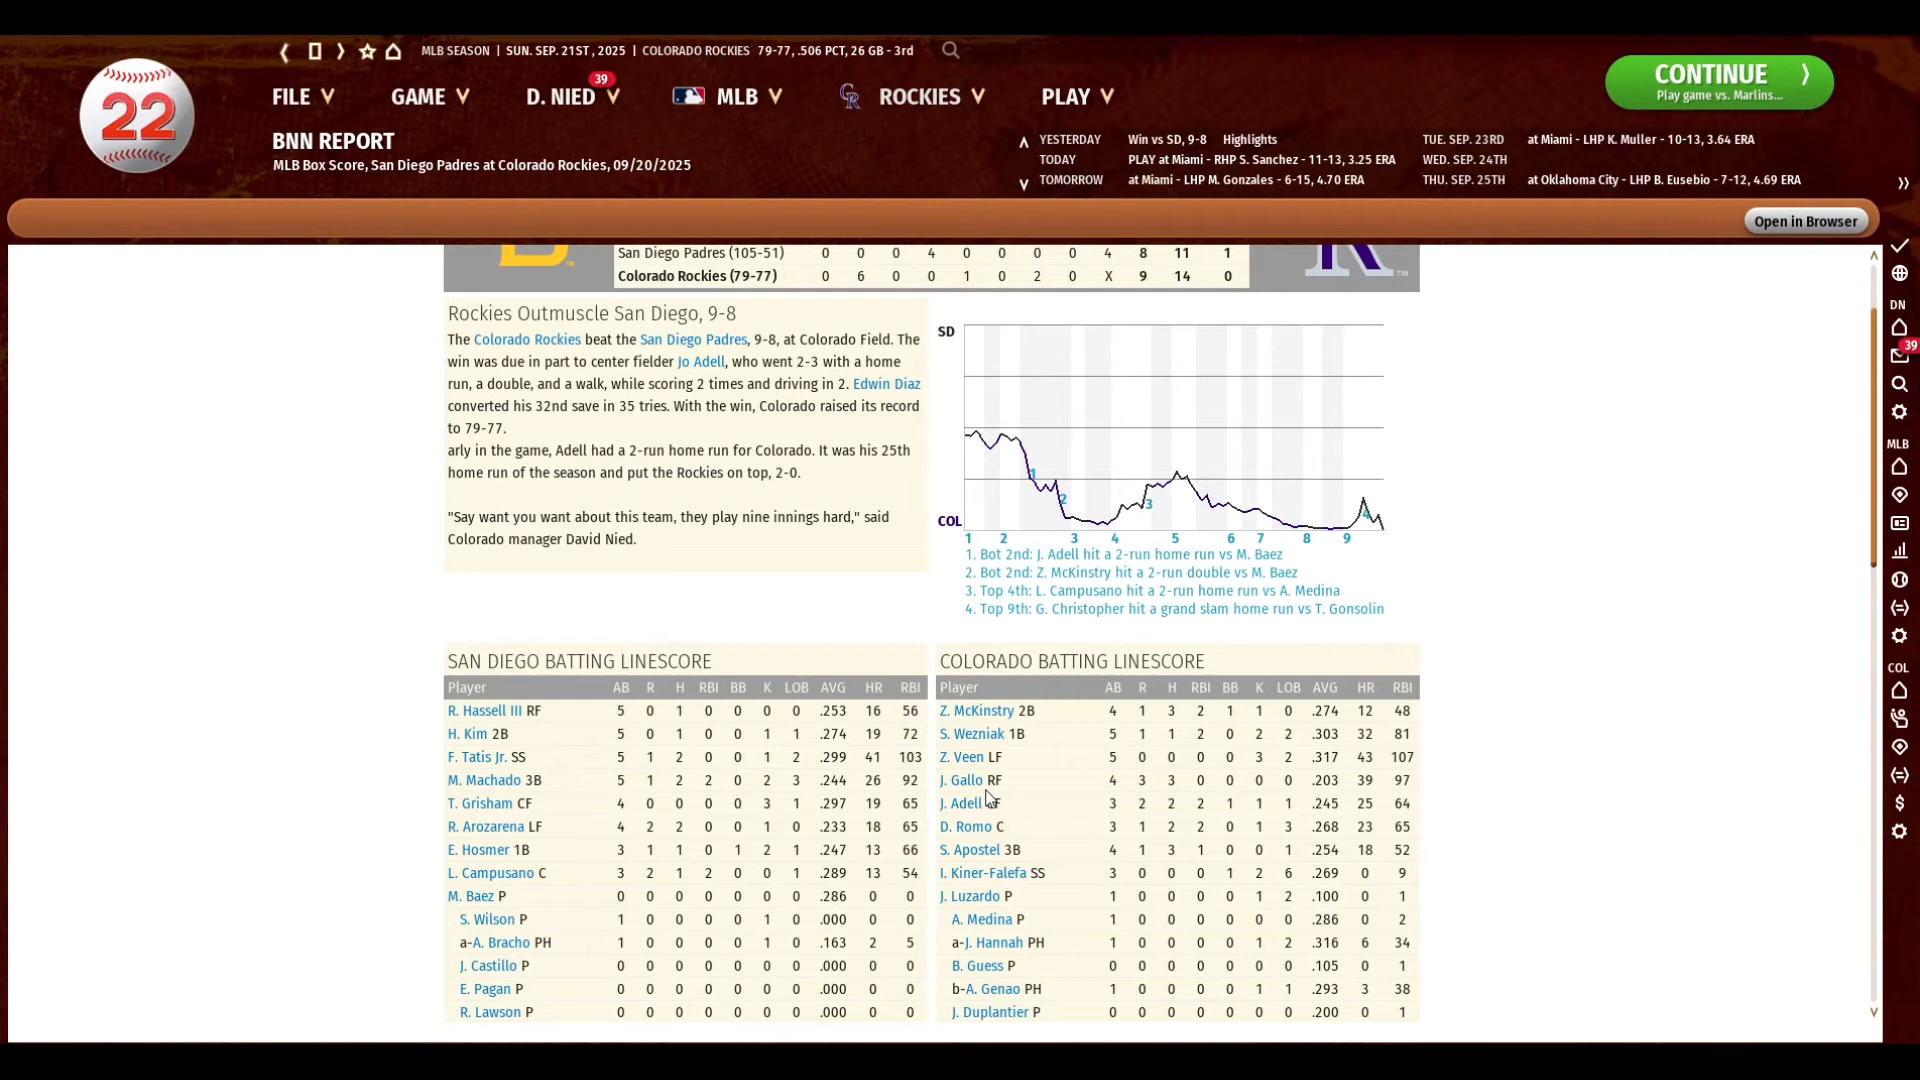 MLB SEASON | SUN. SEP. 21ST, 2025 | COLORADO ROCKIES 79-77, .506 PCT, 26 GB - 3rd
22
FILE GAME D. NIED 39 MLB CR ROCKIES PLAY
CONTINUE
Play game vs. Marlins...
BNN REPORT
MLB Box Score, San Diego Padres at Colorado Rockies, 09/20/2025
YESTERDAY Win vs SD, 9-8 Highlights TUE. SEP. 23RD at Miami - LHP K. Muller - 10-13, 3.64 ERA
TODAY PLAY at Miami - RHP S. Sanchez - 11-13, 3.25 ERA WED. SEP. 24TH
TOMORROW at Miami - LHP M. Gonzales - 6-15, 4.70 ERA THU. SEP. 25TH at Oklahoma City - LHP B. Eusebio - 7-12, 4.69 ERA
Open in Browser
San Diego Padres (105-51) 0 0 0 4 0 0 0 0 4 8 11 1
Colorado Rockies (79-77) 0 6 0 0 1 0 2 0 X 9 14 0
Rockies Outmuscle San Diego, 9-8
The Colorado Rockies beat the San Diego Padres, 9-8, at Colorado Field. The
win was due in part to center fielder Jo Adell, who went 2-3 with a home
run, a double, and a walk, while scoring 2 times and driving in 2. Edwin Diaz
converted his 32nd save in 35 tries. With the win, Colorado raised its record
to 79-77.
arly in the game, Adell had a 2-run home run for Colorado. It was his 25th
home run of the season and put the Rockies on top, 2-0.
"Say want you want about this team, they play nine innings hard," said
Colorado manager David Nied.
SD
1
2
3
4
COL
1 2 3 4 5 6 7 8 9
1. Bot 2nd: J. Adell hit a 2-run home run vs M. Baez
2. Bot 2nd: Z. McKinstry hit a 2-run double vs M. Baez
3. Top 4th: L. Campusano hit a 2-run home run vs A. Medina
4. Top 9th: G. Christopher hit a grand slam home run vs T. Gonsolin
SAN DIEGO BATTING LINESCORE
Player AB R H RBI BB K LOB AVG HR RBI
R. Hassell III RF 5 0 1 0 0 0 0 .253 16 56
H. Kim 2B 5 0 1 0 0 1 1 .274 19 72
F. Tatis Jr. SS 5 1 2 0 0 1 2 .299 41 103
M. Machado 3B 5 1 2 2 0 2 3 .244 26 92
T. Grisham CF 4 0 0 0 0 3 1 .297 19 65
R. Arozarena LF 4 2 2 0 0 1 0 .233 18 65
E. Hosmer 1B 3 1 1 0 1 2 1 .247 13 66
L. Campusano C 3 2 1 2 0 0 1 .289 13 54
M. Baez P 0 0 0 0 0 0 0 .286 0 0
S. Wilson P 1 0 0 0 0 1 0 .000 0 0
a-A. Bracho PH 1 0 0 0 0 1 0 .163 2 5
J. Castillo P 0 0 0 0 0 0 0 .000 0 0
E. Pagan P 0 0 0 0 0 0 0 .000 0 0
R. Lawson P 0 0 0 0 0 0 0 .000 0 0
COLORADO BATTING LINESCORE
Player AB R H RBI BB K LOB AVG HR RBI
Z. McKinstry 2B 4 1 3 2 1 1 0 .274 12 48
S. Wezniak 1B 5 1 1 2 0 2 2 .303 32 81
Z. Veen LF 5 0 0 0 0 3 2 .317 43 107
J. Gallo RF 4 3 3 0 0 0 0 .203 39 97
J. Adell 3 2 2 2 1 1 1 .245 25 64
D. Romo C 3 1 2 2 0 1 3 .268 23 65
S. Apostel 3B 4 1 3 1 0 0 1 .254 18 52
I. Kiner-Falefa SS 3 0 0 0 1 2 6 .269 0 9
J. Luzardo P 1 0 0 0 0 1 2 .100 0 1
A. Medina P 1 0 0 0 0 0 0 .286 0 2
a-J. Hannah PH 1 0 0 0 0 1 2 .316 6 34
B. Guess P 0 0 0 0 0 0 0 .105 0 1
b-A. Genao PH 1 0 0 0 0 1 1 .293 3 38
J. Duplantier P 0 0 0 0 0 0 0 .200 0 1
DN
39
MLB
COL